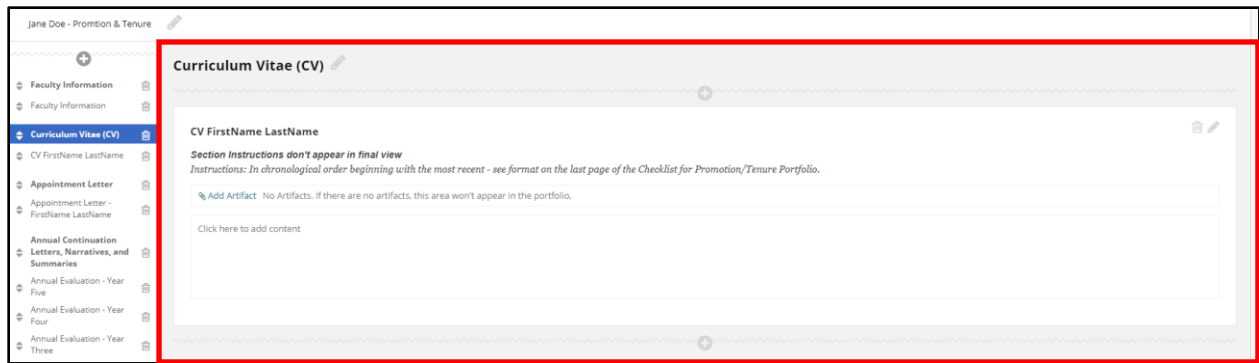 Jane Doe - Promtion & Tenure
Faculty Information
Faculty Information
Curriculum Vitae (CV)
CV FirstName LastName
Appointment Letter
Appointment Letter -
FirstName LastName
Annual Continuation
Letters, Narratives, and
Summaries
Annual Evaluation - Year
Five
Annual Evaluation - Year
Four
Annual Evaluation - Year
Three
Curriculum Vitae (CV)
CV FirstName LastName
Section Instructions don't appear in final view
Instructions: In chronological order beginning with the most recent - see format on the last page of the Checklist for Promotion/Tenure Portfolio.
Add Artifact No Artifacts. If there are no artifacts, this area won't appear in the portfolio.
Click here to add content